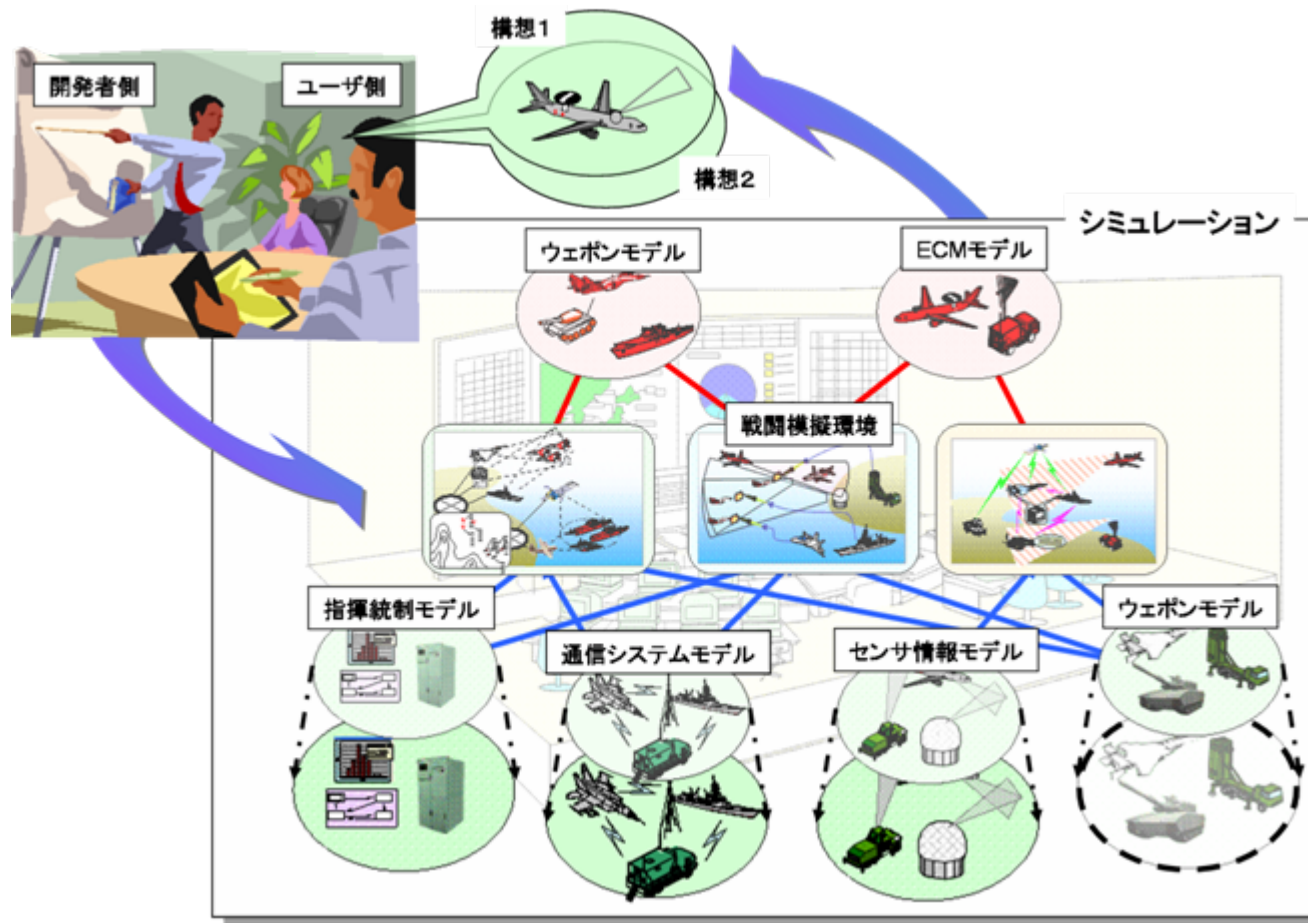 構想１
開発者側
ユーザ側
構想２
シミュレーション
ウェポンモデル
ECMモデル
戦闘模擬環境
指揮統制モデル
通信システムモデル
センサ情報モデル
ウェポンモデル